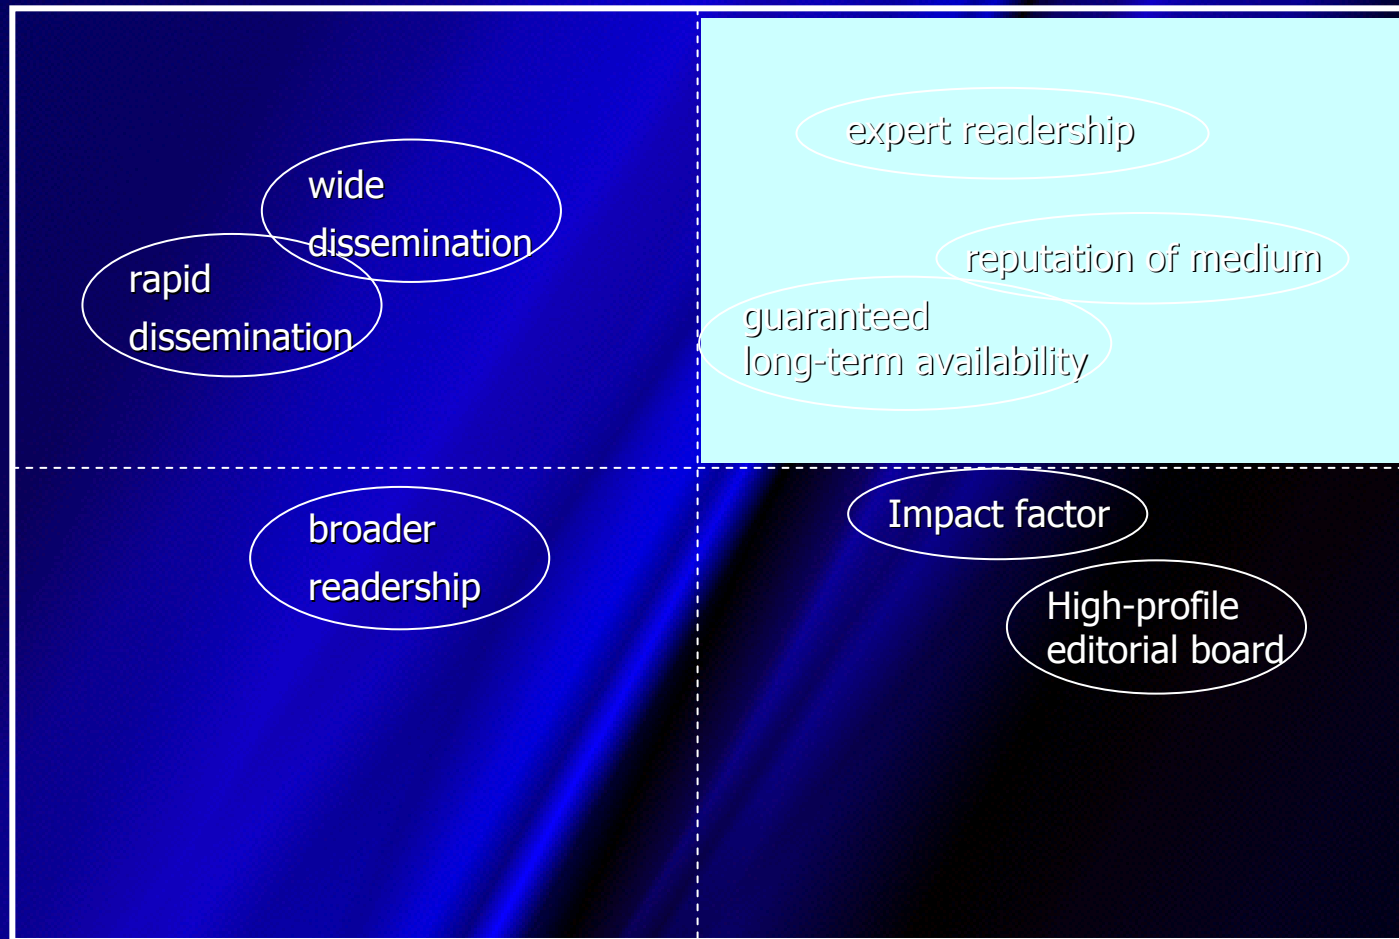 expert readership
wide
dissemination
reputation of medium
rapid
dissemination
guaranteed
long-term availability
broader
readership
Impact factor
High-profile
editorial board